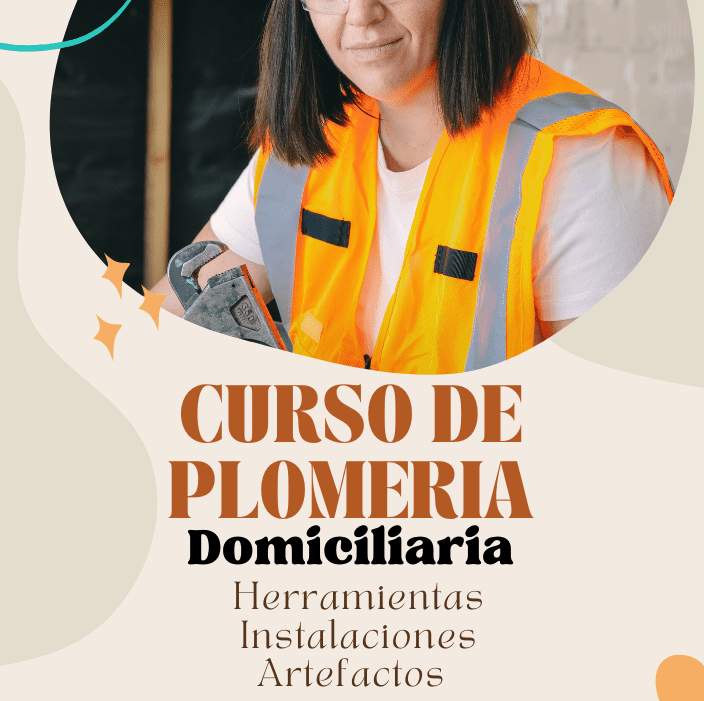 CURSO DE
PLOMERIA
Domiciliaria
Herramientas
Instalaciones
Artefactos